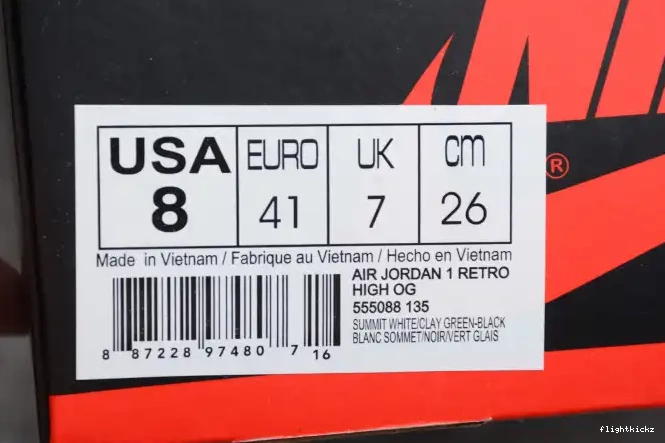 NIKE
®
USA EURO UK cm
8 41 7 26
Made in Vietnam / Fabrique au Vietnam / Hecho en Vietnam
AIR JORDAN 1 RETRO
HIGH OG
555088 135
SUMMIT WHITE/CLAY GREEN-BLACK
BLANC SOMMET/NOIR/VERT GLAIS
8 87228 97480 7 16
flightkickz